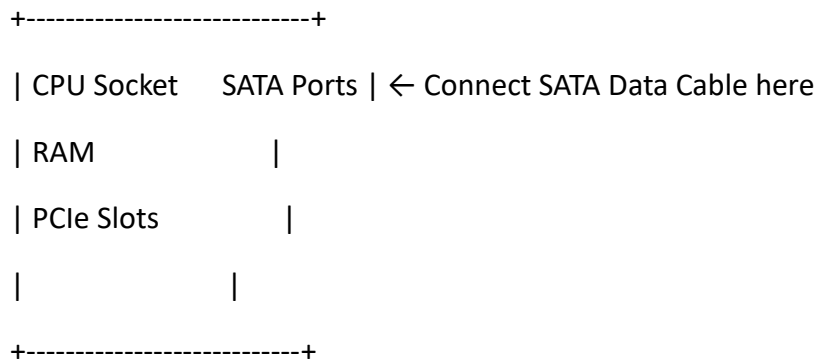 +-----------------------------+
| CPU Socket      SATA Ports | ← Connect SATA Data Cable here
| RAM                       |
| PCIe Slots                |
|                           |
+----------------------------+